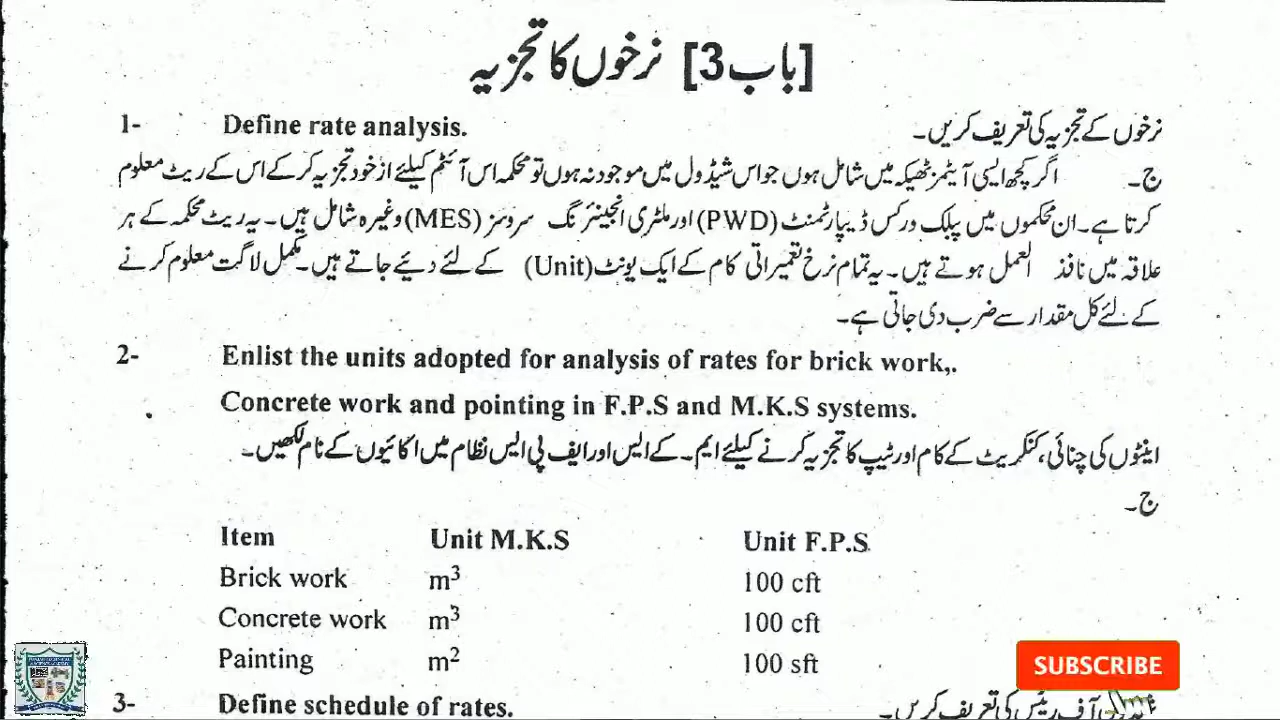 [باب 3] نرخوں کا تجزیہ
1- Define rate analysis. نرخوں کے تجزیہ کی تعریف کریں۔
ج۔ اگر کچھ ایسی آئیٹمز ٹھیکہ میں شامل ہوں جو اس شیڈول میں موجود نہ ہوں تو محکمہ اس آئٹم کیلئے از خود تجزیہ کر کے اس کے ریٹ معلوم
کرتا ہے۔ ان محکموں میں پبلک ورکس ڈیپارٹمنٹ (PWD) اور ملٹری انجینئرنگ سروسز (MES) وغیرہ شامل ہیں۔ یہ ریٹ محکمہ کے ہر
علاقہ میں نافذ العمل ہوتے ہیں۔ یہ تمام نرخ تعمیراتی کام کے ایک یونٹ (Unit) کے لئے دیئے جاتے ہیں۔ مکمل لاگت معلوم کرنے
کے لئے کل مقدار سے ضرب دی جاتی ہے۔
2- Enlist the units adopted for analysis of rates for brick work,.
Concrete work and pointing in F.P.S and M.K.S systems.
اینٹوں کی چنائی، کنکریٹ کے کام اور ٹیپ کا تجزیہ کرنے کیلئے ایم۔ کے ایس اور ایف پی ایس نظام میں اکائیوں کے نام لکھیں۔
ج۔
Item Unit M.K.S Unit F.P.S
Brick work m³ 100 cft
Concrete work m³ 100 cft
Painting m² 100 sft
SUBSCRIBE
3- Define schedule of rates. آف ریٹس کی تعریف کریں۔